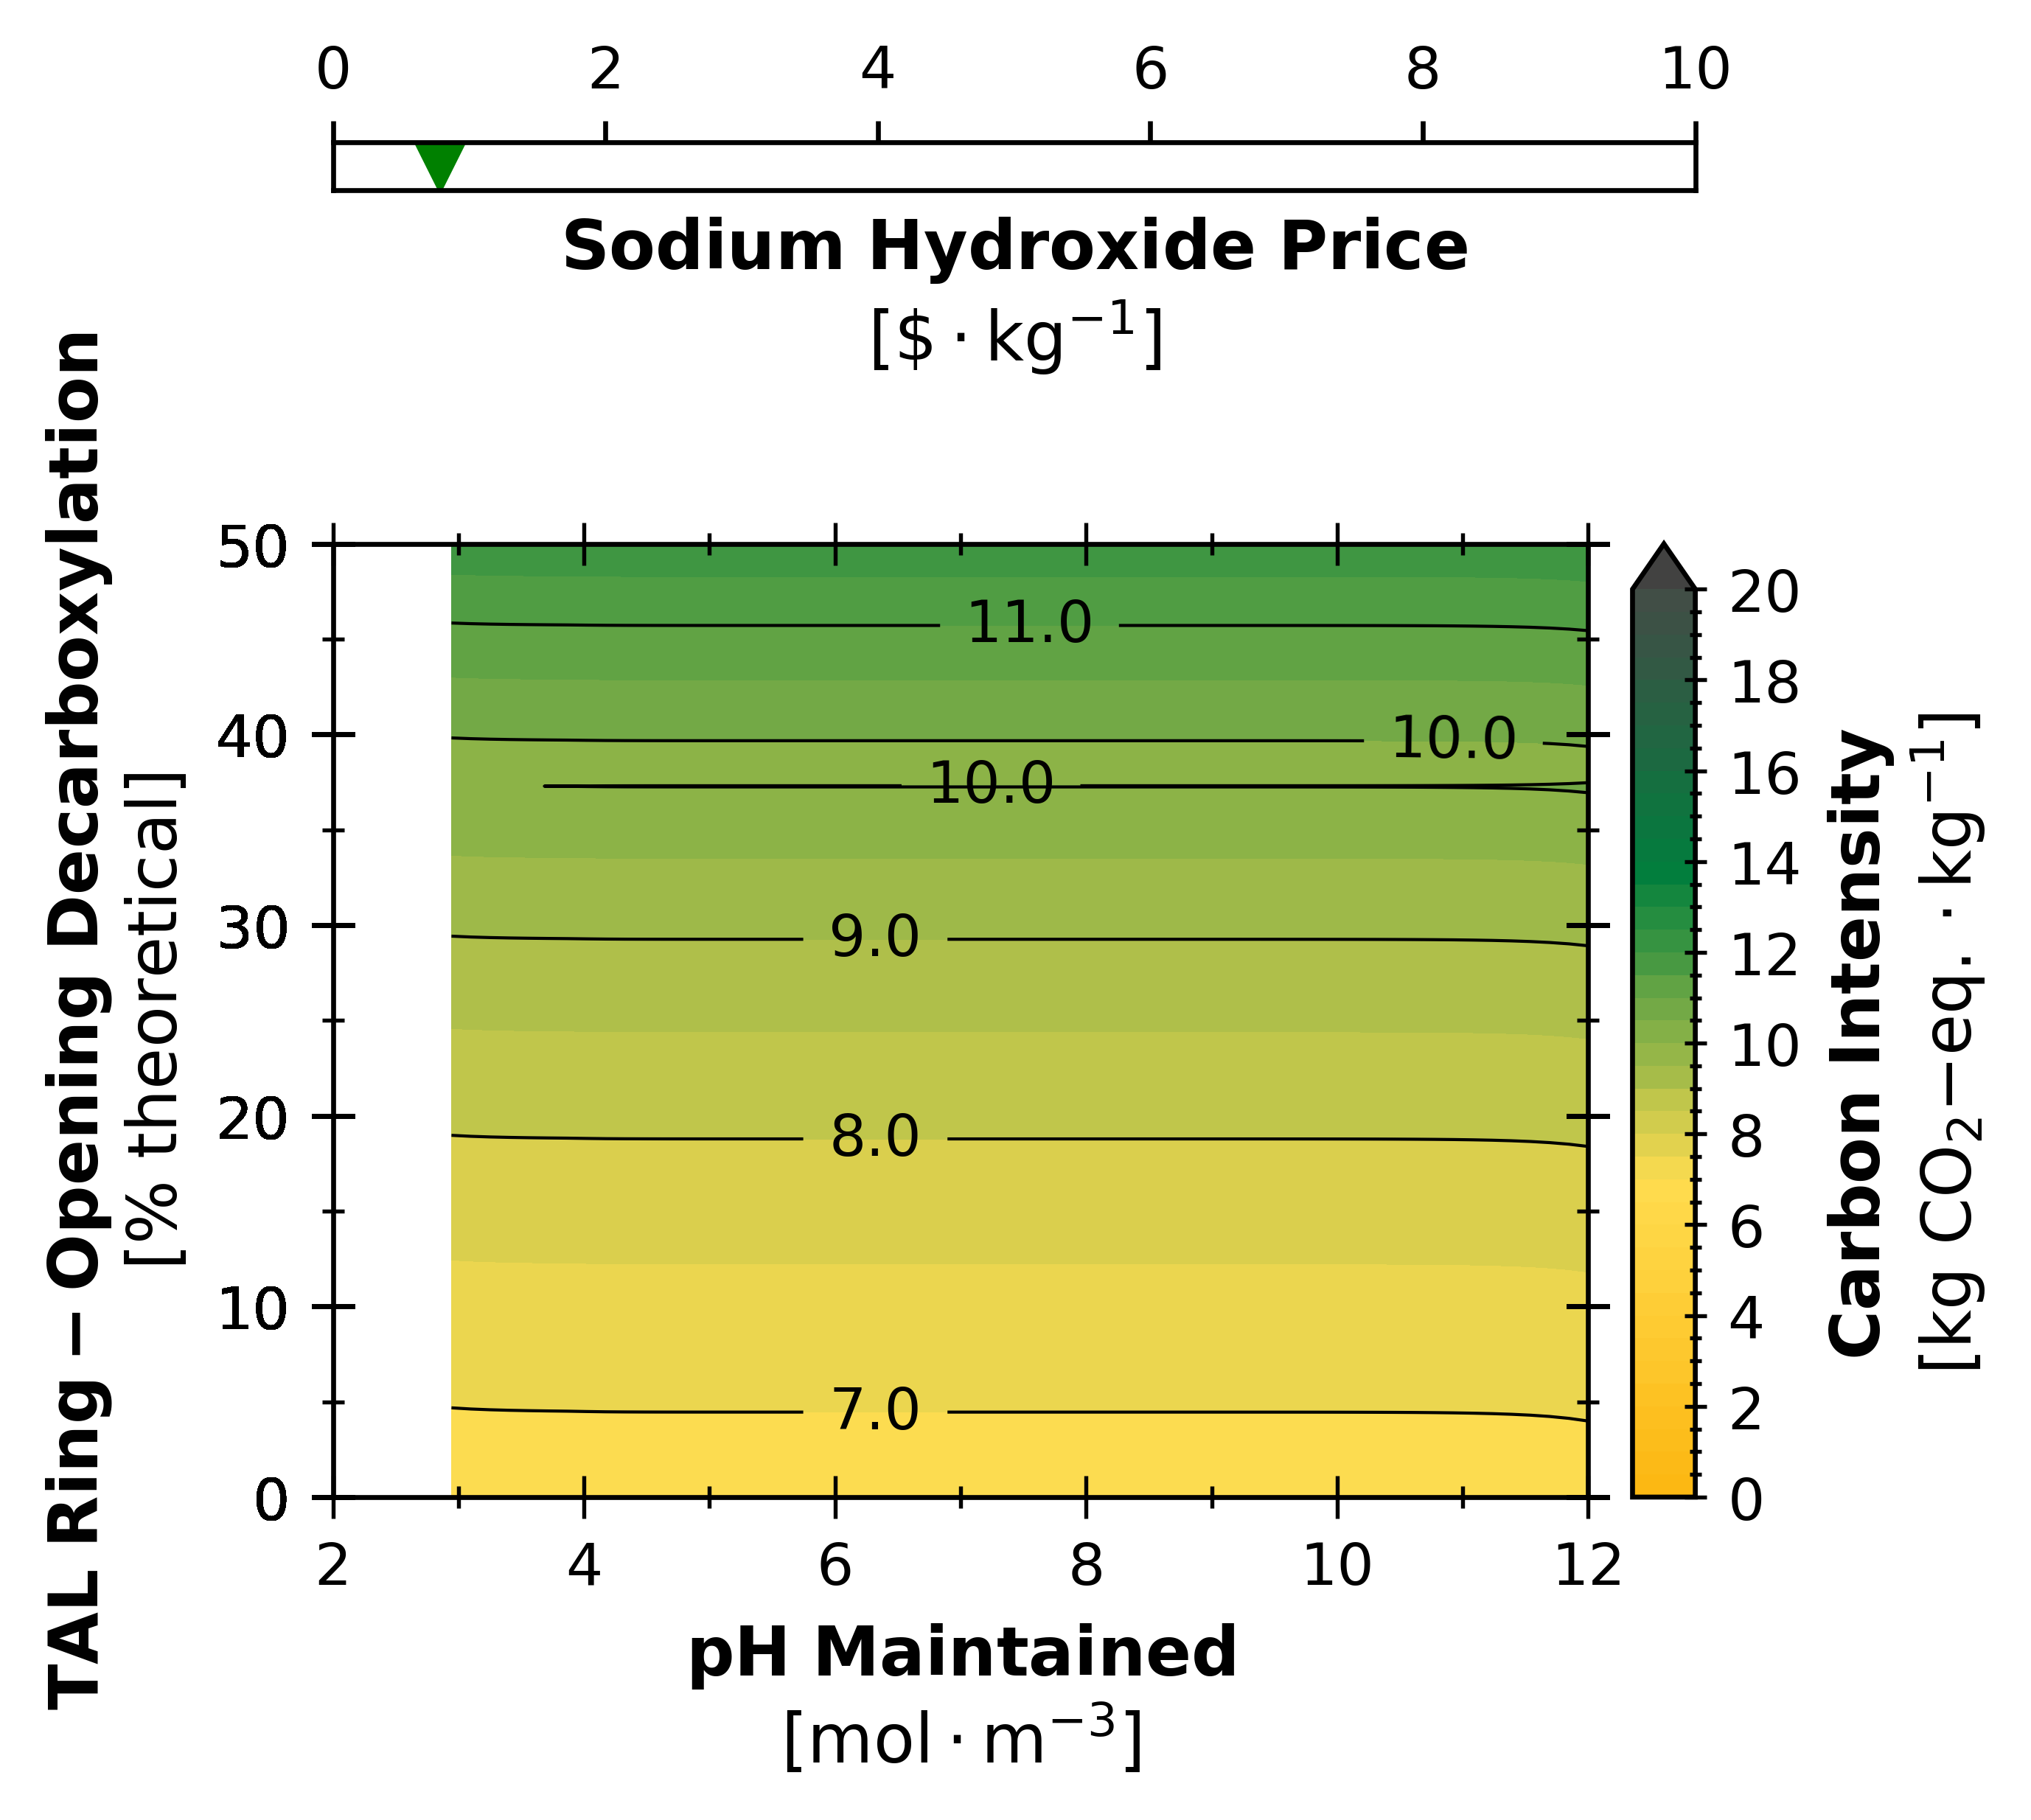 0 2 4 6 8 10
Sodium Hydroxide Price
[$ · kg⁻¹]
TAL Ring − Opening Decarboxylation
[% theoretical]
50
40
30
20
10
0
11.0
10.0
10.0
9.0
8.0
7.0
2 4 6 8 10 12
pH Maintained
[mol · m⁻³]
20
18
16
14
12
10
8
6
4
2
0
Carbon Intensity
[kg CO₂−eq. · kg⁻¹]